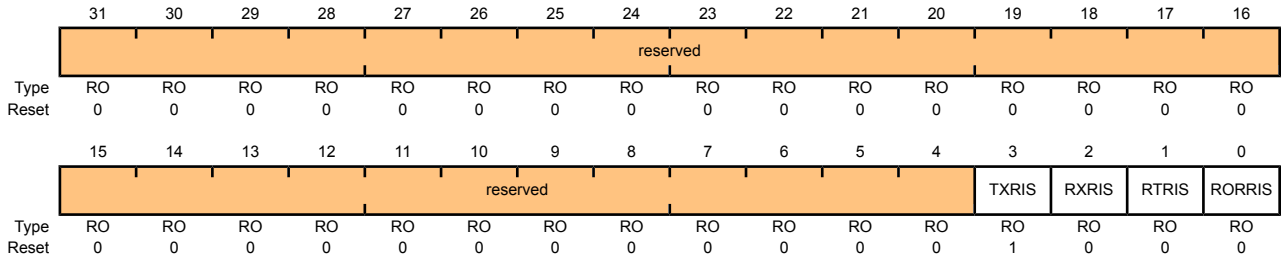 31 30 29 28 27 26 25 24 23 22 21 20 19 18 17 16
reserved
Type RO RO RO RO RO RO RO RO RO RO RO RO RO RO RO RO
Reset 0 0 0 0 0 0 0 0 0 0 0 0 0 0 0 0
15 14 13 12 11 10 9 8 7 6 5 4 3 2 1 0
reserved TXRIS RXRIS RTRIS RORRIS
Type RO RO RO RO RO RO RO RO RO RO RO RO RO RO RO RO
Reset 0 0 0 0 0 0 0 0 0 0 0 0 1 0 0 0